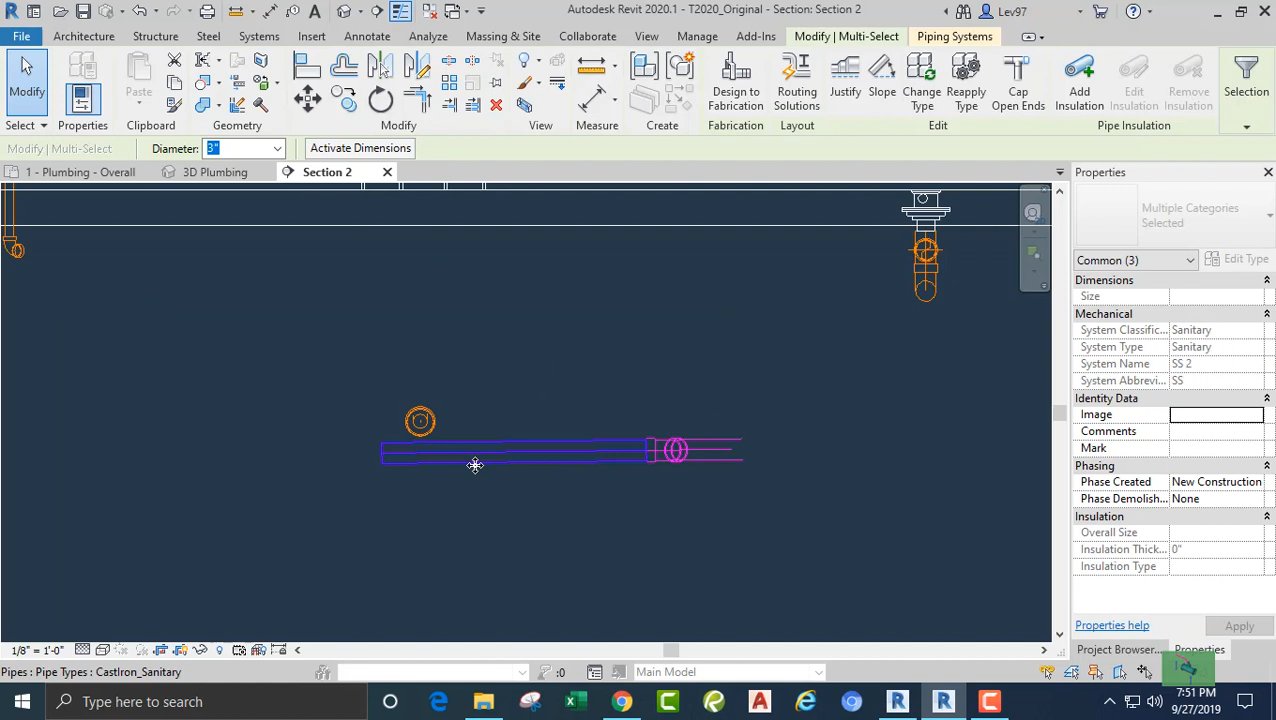 Autodesk Revit 2020.1 - T2020_Original - Section: Section 2
Lev97
File Architecture Structure Steel Systems Insert Annotate Analyze Massing & Site Collaborate View Manage Add-Ins Modify | Multi-Select Piping Systems
Modify
Paste
Design to Fabrication
Routing Solutions
Justify
Slope
Change Type
Reapply Type
Cap Open Ends
Add Insulation
Edit Insulation
Remove Insulation
Selection
Select Properties Clipboard Geometry Modify View Measure Create Fabrication Layout Edit Pipe Insulation
Modify | Multi-Select Diameter: 3" Activate Dimensions
1 - Plumbing - Overall 3D Plumbing Section 2
Properties
Multiple Categories
Selected
Common (3) Edit Type
Dimensions
Size
Mechanical
System Classific... Sanitary
System Type Sanitary
System Name SS 2
System Abbrevi... SS
Identity Data
Image
Comments
Mark
Phasing
Phase Created New Construction
Phase Demolish... None
Insulation
Overall Size
Insulation Thick... 0"
Insulation Type
Properties help Apply
Project Browser... Properties
1/8" = 1'-0"
Pipes : Pipe Types : CastIron_Sanitary :0 Main Model
Type here to search
7:51 PM
9/27/2019